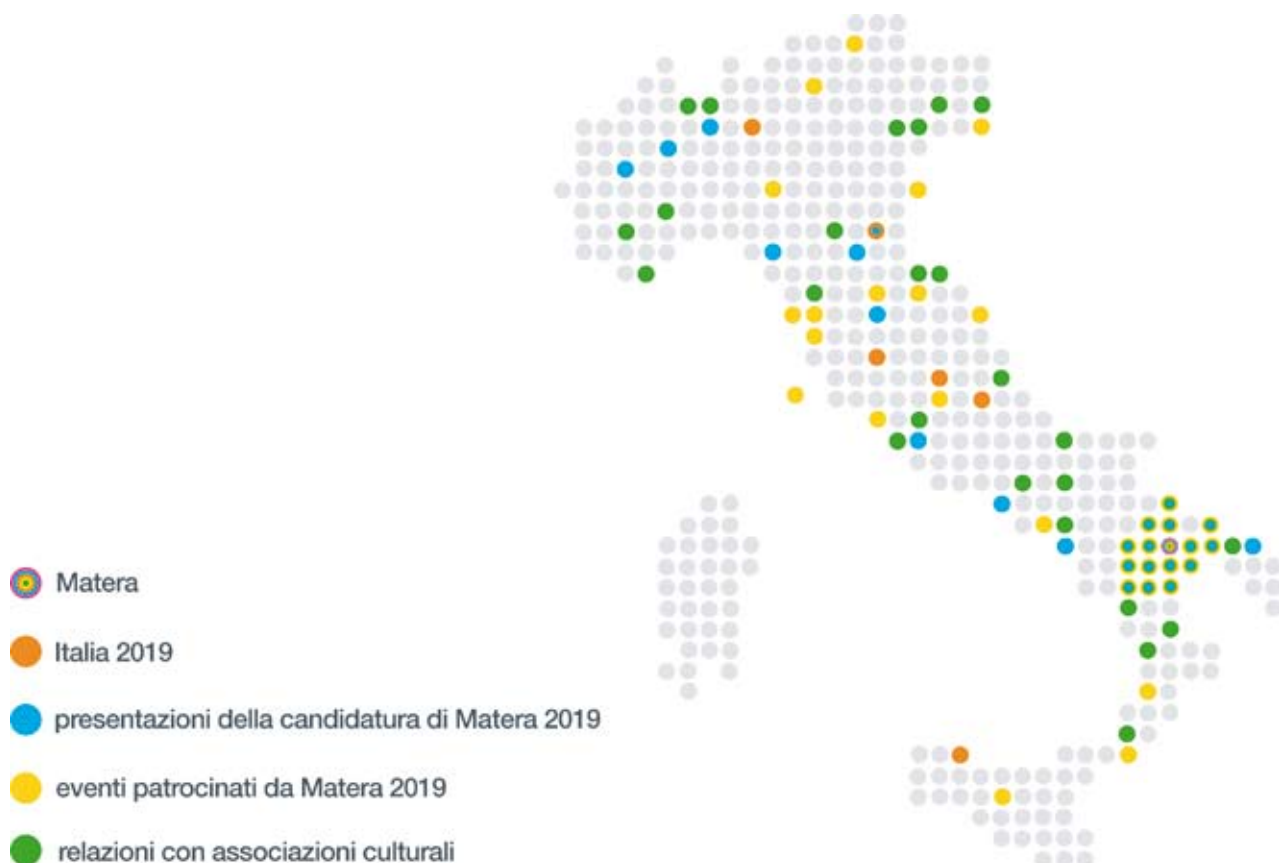 Matera
Italia 2019
presentazioni della candidatura di Matera 2019
eventi patrocinati da Matera 2019
relazioni con associazioni culturali